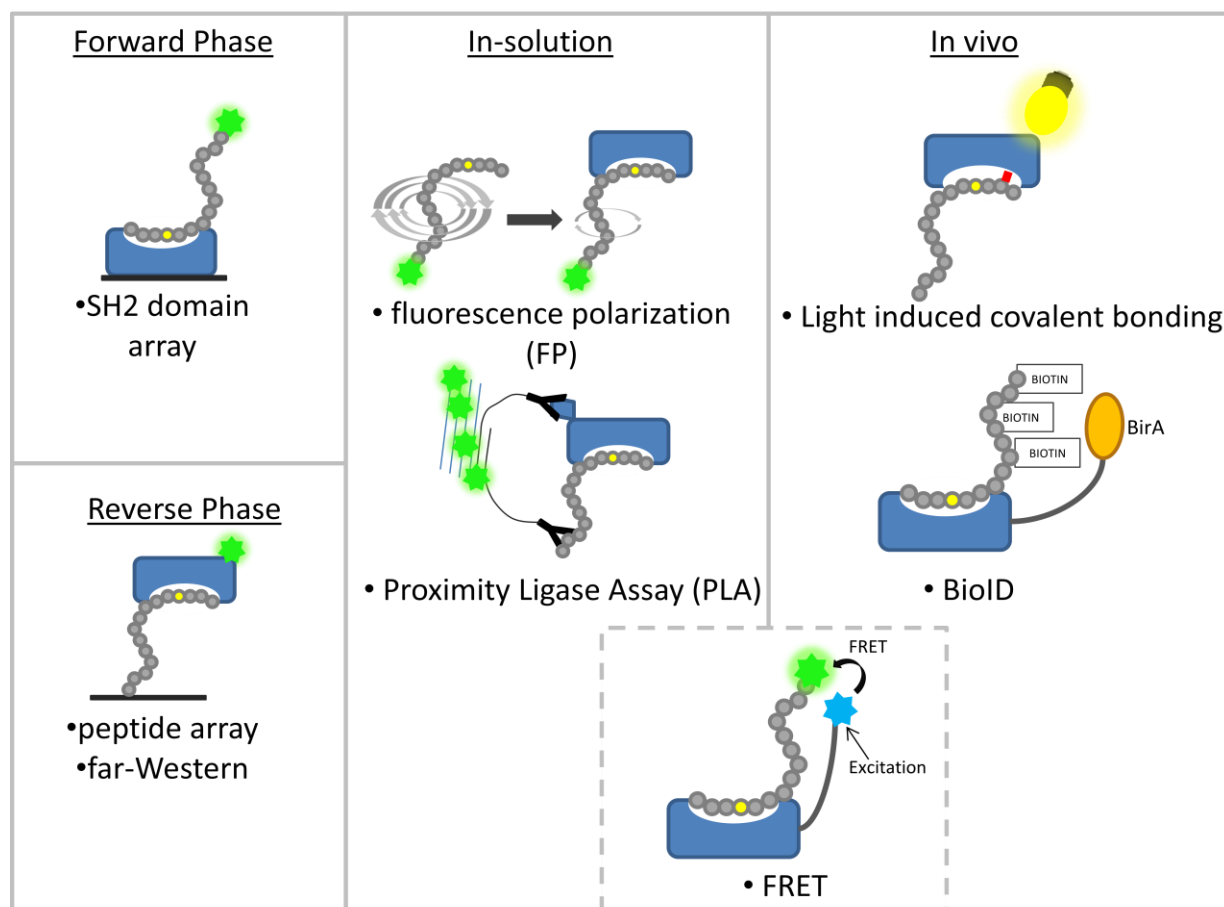 Forward Phase
•SH2 domain
array
Reverse Phase
•peptide array
•far-Western
In-solution
• fluorescence polarization
(FP)
• Proximity Ligase Assay (PLA)
In vivo
• Light induced covalent bonding
BIOTIN
BIOTIN
BIOTIN
BirA
• BioID
FRET
Excitation
• FRET